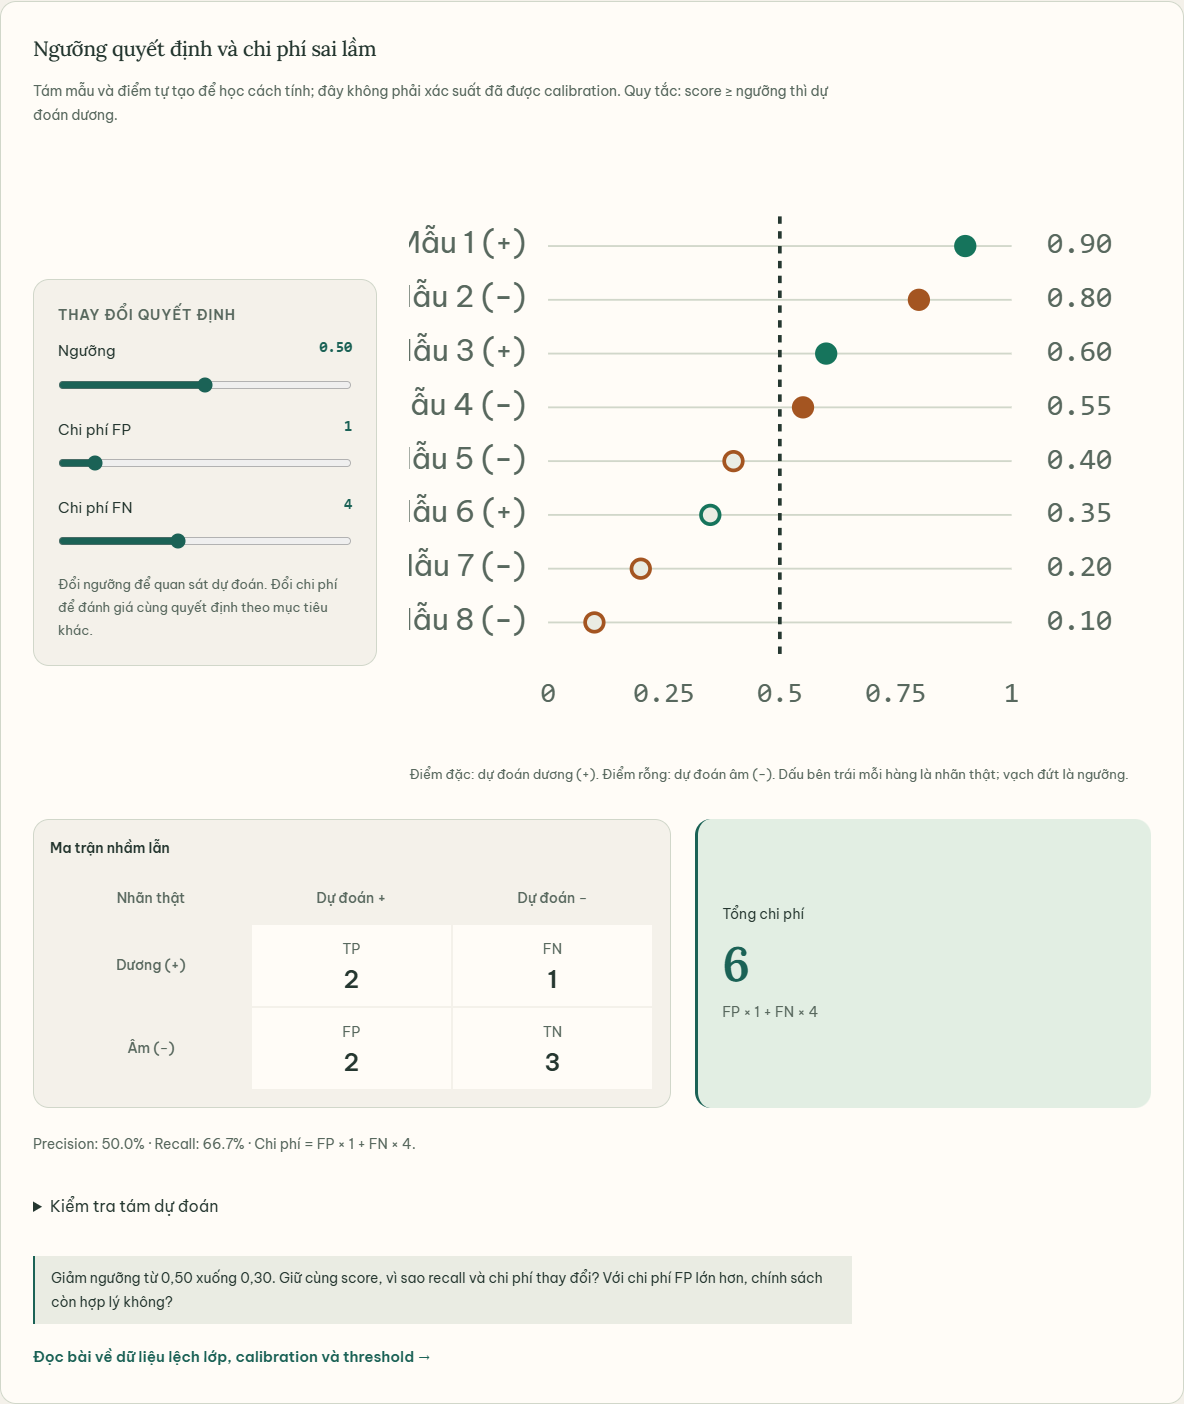 Ngưỡng quyết định và chi phí sai lầm
Tám mẫu và điểm tự tạo để học cách tính; đây không phải xác suất đã được calibration. Quy tắc: score ≥ ngưỡng thì dự
đoán dương.
THAY ĐỔI QUYẾT ĐỊNH
Ngưỡng 0.50
Chi phí FP 1
Chi phí FN 4
Đổi ngưỡng để quan sát dự đoán. Đổi chi phí
để đánh giá cùng quyết định theo mục tiêu
khác.
Mẫu 1 (+) 0.90
ẫu 2 (−) 0.80
ẫu 3 (+) 0.60
ẫu 4 (−) 0.55
ẫu 5 (−) 0.40
ẫu 6 (+) 0.35
ẫu 7 (−) 0.20
ẫu 8 (−) 0.10
0 0.25 0.5 0.75 1
Điểm đặc: dự đoán dương (+). Điểm rỗng: dự đoán âm (−). Dấu bên trái mỗi hàng là nhãn thật; vạch đứt là ngưỡng.
Ma trận nhầm lẫn
Nhãn thật Dự đoán + Dự đoán −
Dương (+) TP 2 FN 1
Âm (−) FP 2 TN 3
Tổng chi phí
6
FP × 1 + FN × 4
Precision: 50.0% · Recall: 66.7% · Chi phí = FP × 1 + FN × 4.
▶ Kiểm tra tám dự đoán
Giảm ngưỡng từ 0,50 xuống 0,30. Giữ cùng score, vì sao recall và chi phí thay đổi? Với chi phí FP lớn hơn, chính sách
còn hợp lý không?
Đọc bài về dữ liệu lệch lớp, calibration và threshold →